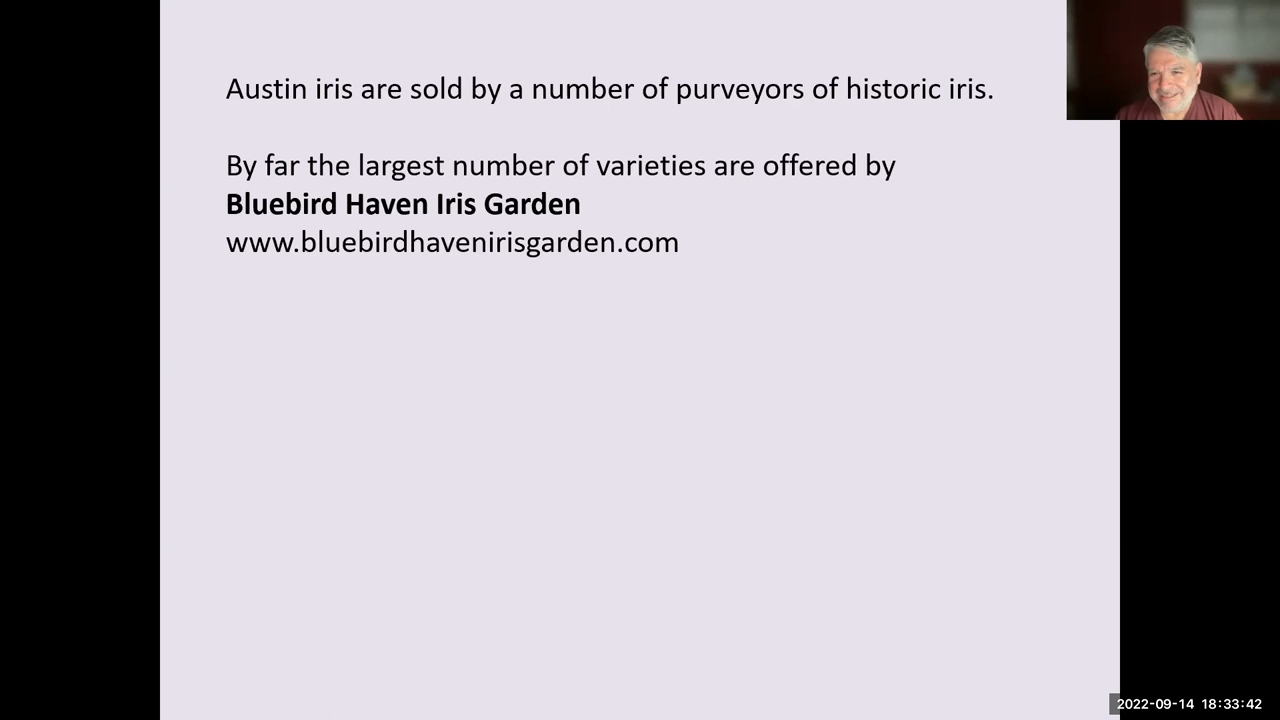 Austin iris are sold by a number of purveyors of historic iris.
By far the largest number of varieties are offered by
Bluebird Haven Iris Garden
www.bluebirdhavenirisgarden.com
2022-09-14 18:33:42